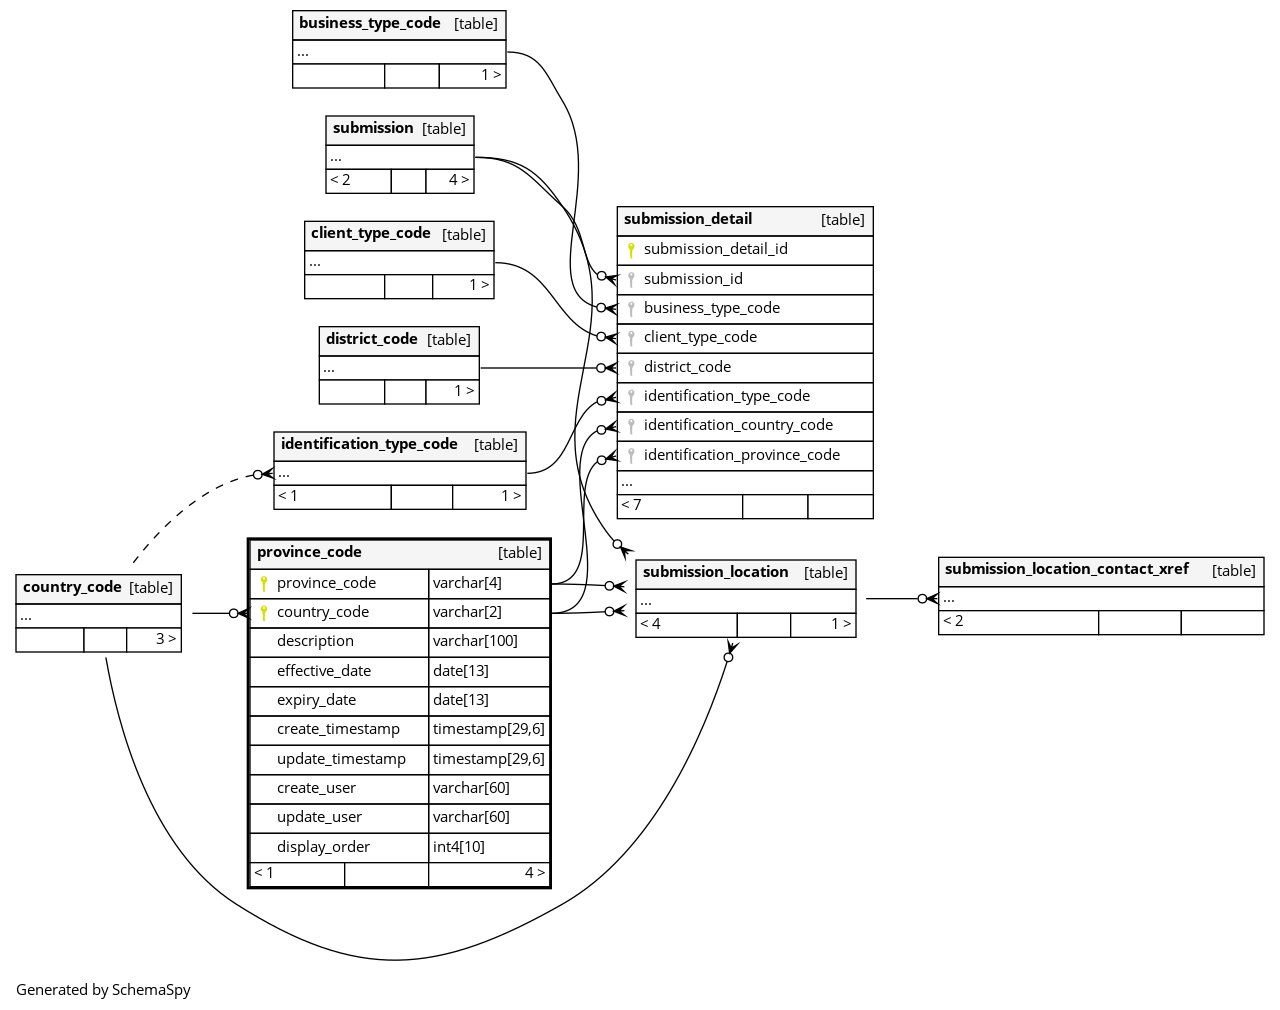 business_type_code [table]
...
1 >
submission [table]
...
< 2 4 >
client_type_code [table]
...
1 >
district_code [table]
...
1 >
identification_type_code [table]
...
< 1 1 >
submission_detail [table]
submission_detail_id
submission_id
business_type_code
client_type_code
district_code
identification_type_code
identification_country_code
identification_province_code
...
< 7
country_code [table]
...
3 >
province_code [table]
province_code varchar[4]
country_code varchar[2]
description varchar[100]
effective_date date[13]
expiry_date date[13]
create_timestamp timestamp[29,6]
update_timestamp timestamp[29,6]
create_user varchar[60]
update_user varchar[60]
display_order int4[10]
< 1 4 >
submission_location [table]
...
< 4 1 >
submission_location_contact_xref [table]
...
< 2
Generated by SchemaSpy